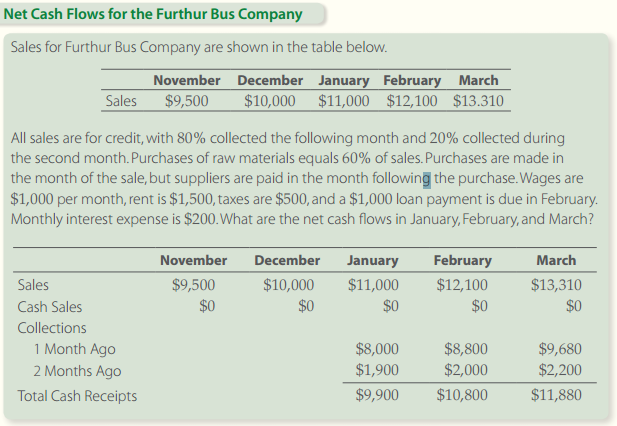 Net Cash Flows for the Furthur Bus Company
Sales for Furthur Bus Company are shown in the table below.
November December January February March
Sales $9,500 $10,000 $11,000 $12,100 $13.310
All sales are for credit, with 80% collected the following month and 20% collected during
the second month. Purchases of raw materials equals 60% of sales. Purchases are made in
the month of the sale, but suppliers are paid in the month following the purchase. Wages are
$1,000 per month, rent is $1,500, taxes are $500, and a $1,000 loan payment is due in February.
Monthly interest expense is $200. What are the net cash flows in January, February, and March?
November December January February March
Sales $9,500 $10,000 $11,000 $12,100 $13,310
Cash Sales $0 $0 $0 $0 $0
Collections
1 Month Ago $8,000 $8,800 $9,680
2 Months Ago $1,900 $2,000 $2,200
Total Cash Receipts $9,900 $10,800 $11,880